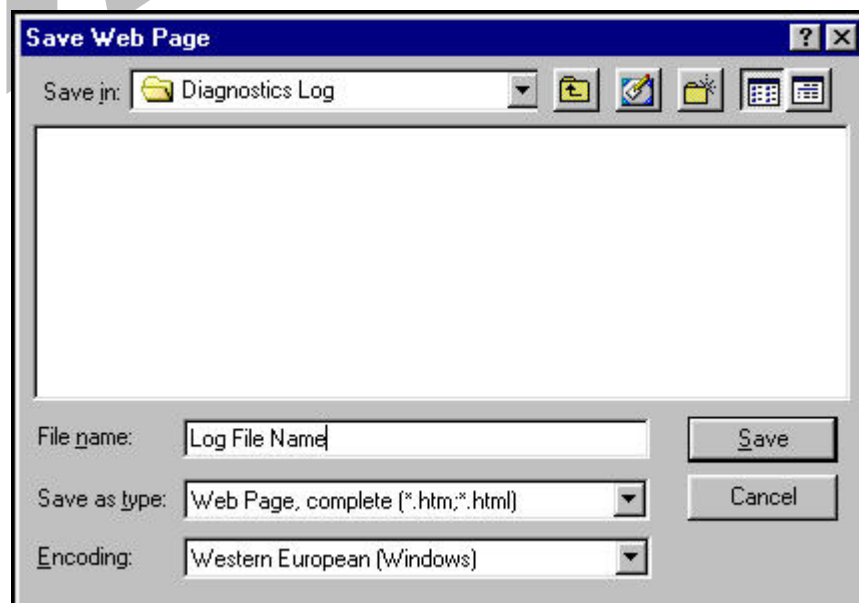 Save Web Page
Save in: Diagnostics Log
File name: Log File Name
Save
Save as type: Web Page, complete (*.htm;*.html)
Cancel
Encoding: Western European (Windows)